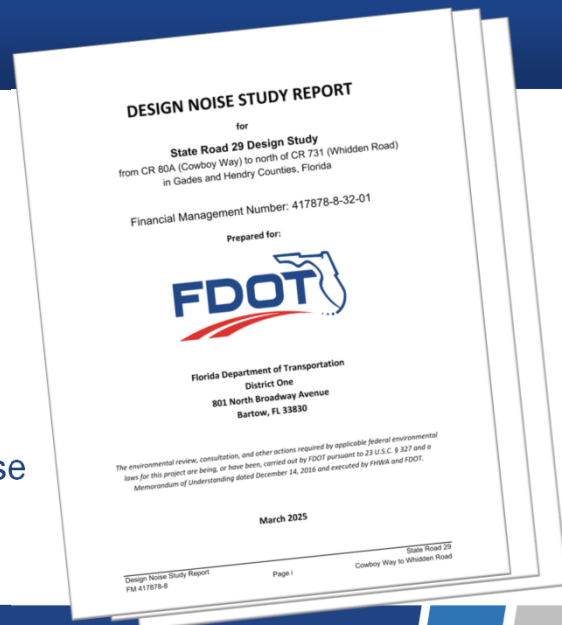 DESIGN NOISE STUDY REPORT
for
State Road 29 Design Study
from CR 80A (Cowboy Way) to north of CR 731 (Whidden Road)
in Gades and Hendry Counties, Florida
Financial Management Number: 417878-8-32-01
Prepared for:
FDOT
Florida Department of Transportation
District One
801 North Broadway Avenue
Bartow, FL 33830
se
The environmental review, consultation, and other actions required by applicable federal environmental
laws for this project are being, or have been, carried out by FDOT pursuant to 23 U.S.C. § 327 and a
Memorandum of Understanding dated December 14, 2016 and executed by FHWA and FDOT.
March 2025
Design Noise Study Report
FM 417878-8
Page i
State Road 29
Cowboy Way to Whidden Road